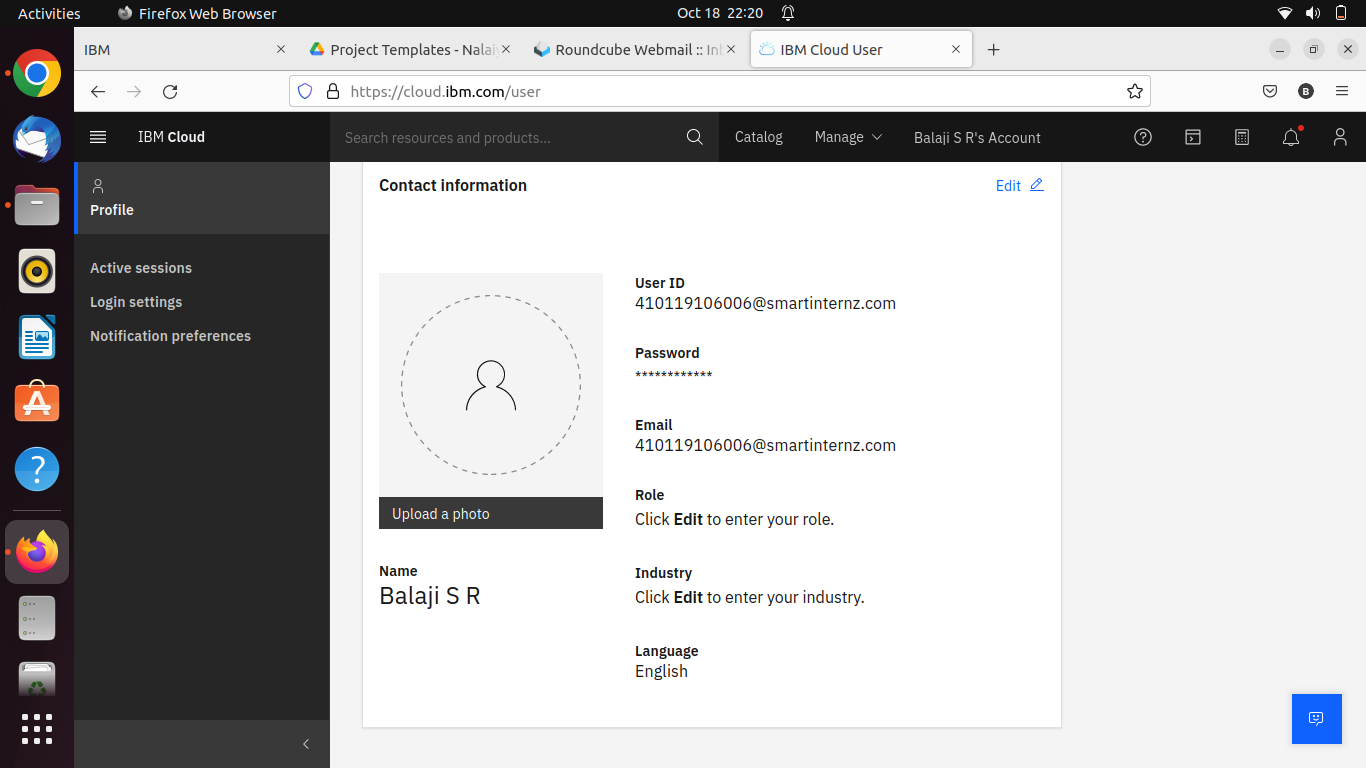 Activities
Firefox Web Browser
Oct 18 22:20
IBM
Project Templates - Nalai
Roundcube Webmail :: Inb
IBM Cloud User
https://cloud.ibm.com/user
B
IBM Cloud
Search resources and products...
Catalog
Manage
Balaji S R's Account
Profile
Active sessions
Login settings
Notification preferences
Contact information
Edit
Upload a photo
Name
Balaji S R
User ID
410119106006@smartinternz.com
Password
************
Email
410119106006@smartinternz.com
Role
Click Edit to enter your role.
Industry
Click Edit to enter your industry.
Language
English